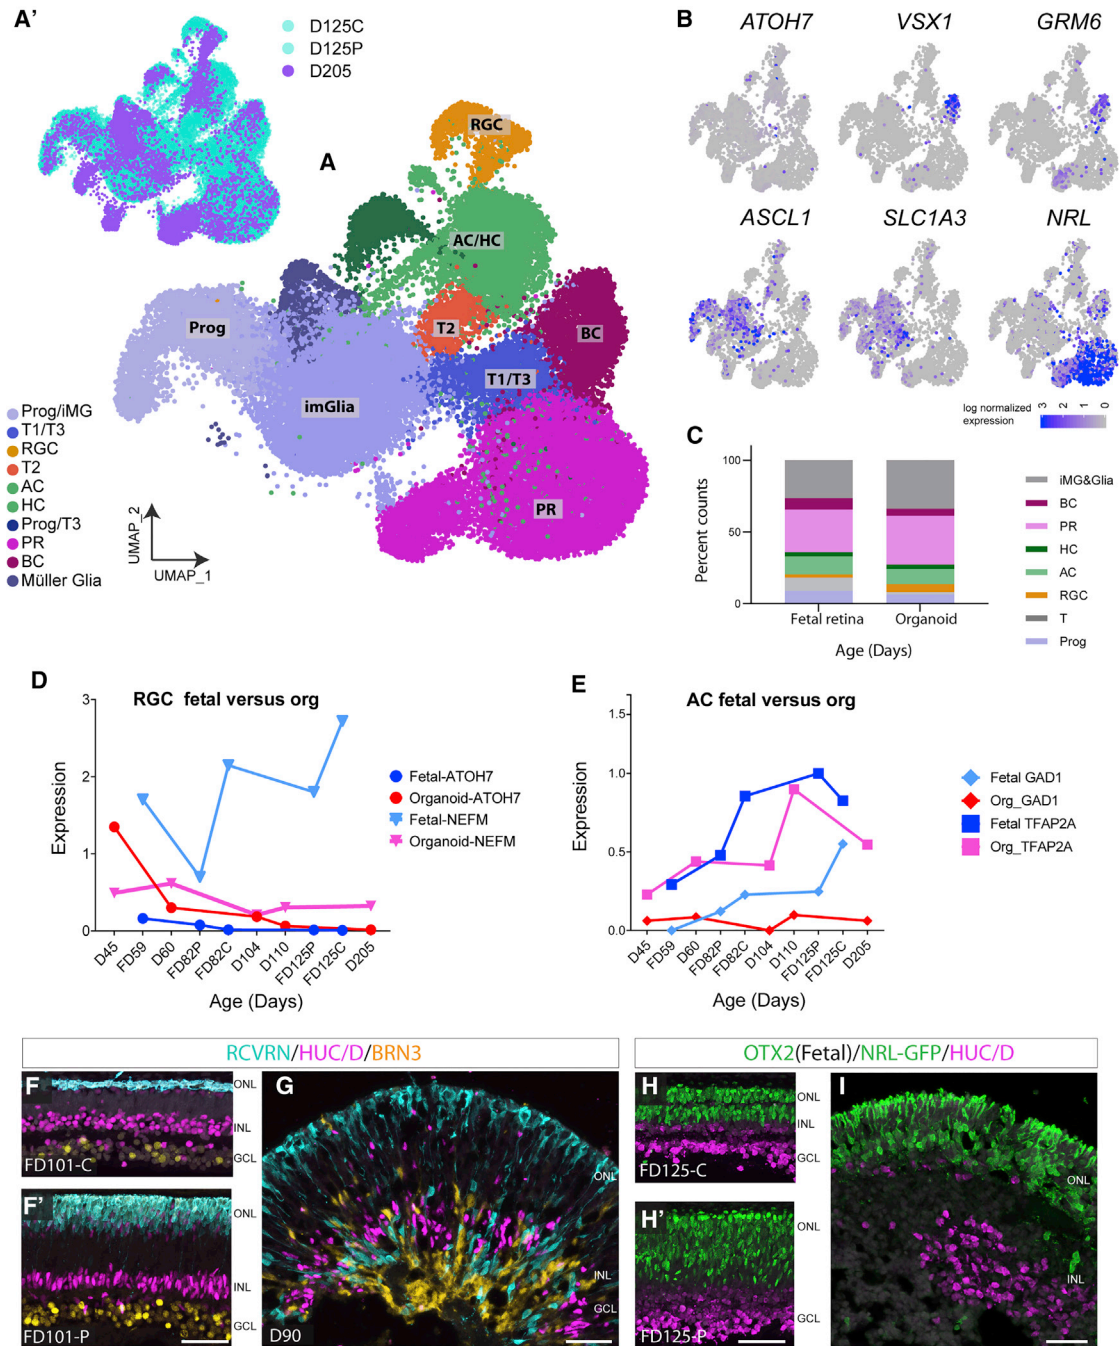 A'
D125C
D125P
D205
A
RGC
AC/HC
Prog
T2
BC
T1/T3
imGlia
PR
Prog/iMG
T1/T3
RGC
T2
AC
HC
Prog/T3
PR
BC
Müller Glia
UMAP_2
UMAP_1
B
ATOH7
VSX1
GRM6
ASCL1
SLC1A3
NRL
log normalized
expression
3
2
1
0
C
100
50
0
Percent counts
Fetal retina
Organoid
Age (Days)
iMG&Glia
BC
PR
HC
AC
RGC
T
Prog
D
RGC fetal versus org
3
2
1
0
Expression
D45
FD59
D60
FD82P
FD82C
D104
D110
FD125P
FD125C
D205
Age (Days)
Fetal-ATOH7
Organoid-ATOH7
Fetal-NEFM
Organoid-NEFM
E
AC fetal versus org
1.5
1.0
0.5
0.0
Expression
D45
FD59
D60
FD82P
FD82C
D104
D110
FD125P
FD125C
D205
Age (Days)
Fetal GAD1
Org_GAD1
Fetal TFAP2A
Org_TFAP2A
RCVRN/HUC/D/BRN3
F
ONL
INL
GCL
FD101-C
F'
ONL
INL
GCL
FD101-P
G
ONL
INL
GCL
D90
OTX2(Fetal)/NRL-GFP/HUC/D
H
ONL
INL
GCL
FD125-C
H'
ONL
INL
GCL
FD125-P
I
ONL
INL